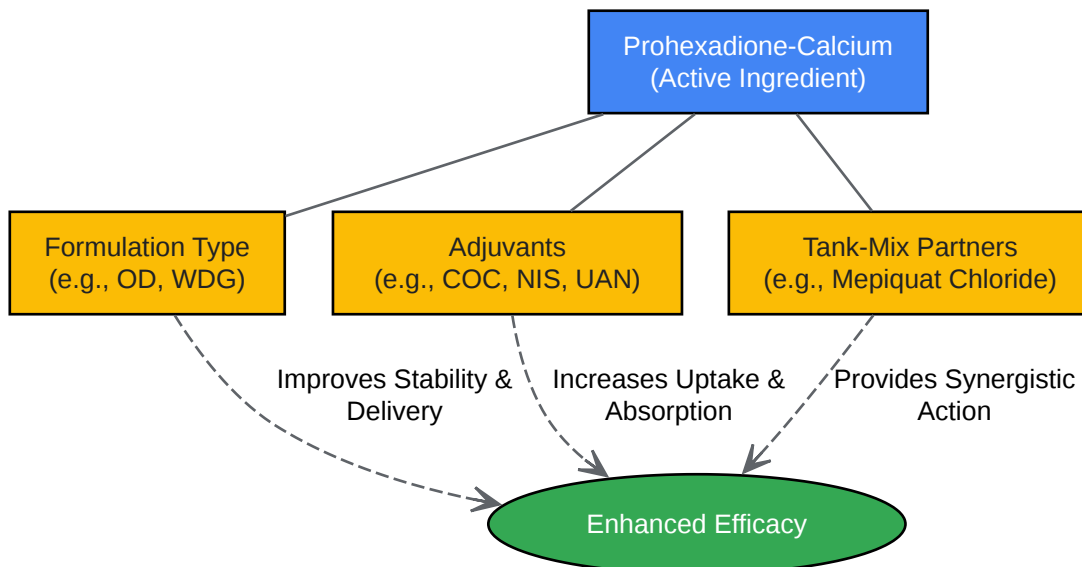 Prohexadione-Calcium
(Active Ingredient)
Formulation Type
(e.g., OD, WDG)
Adjuvants
(e.g., COC, NIS, UAN)
Tank-Mix Partners
(e.g., Mepiquat Chloride)
Improves Stability &
Delivery
Increases Uptake &
Absorption
Provides Synergistic
Action
Enhanced Efficacy